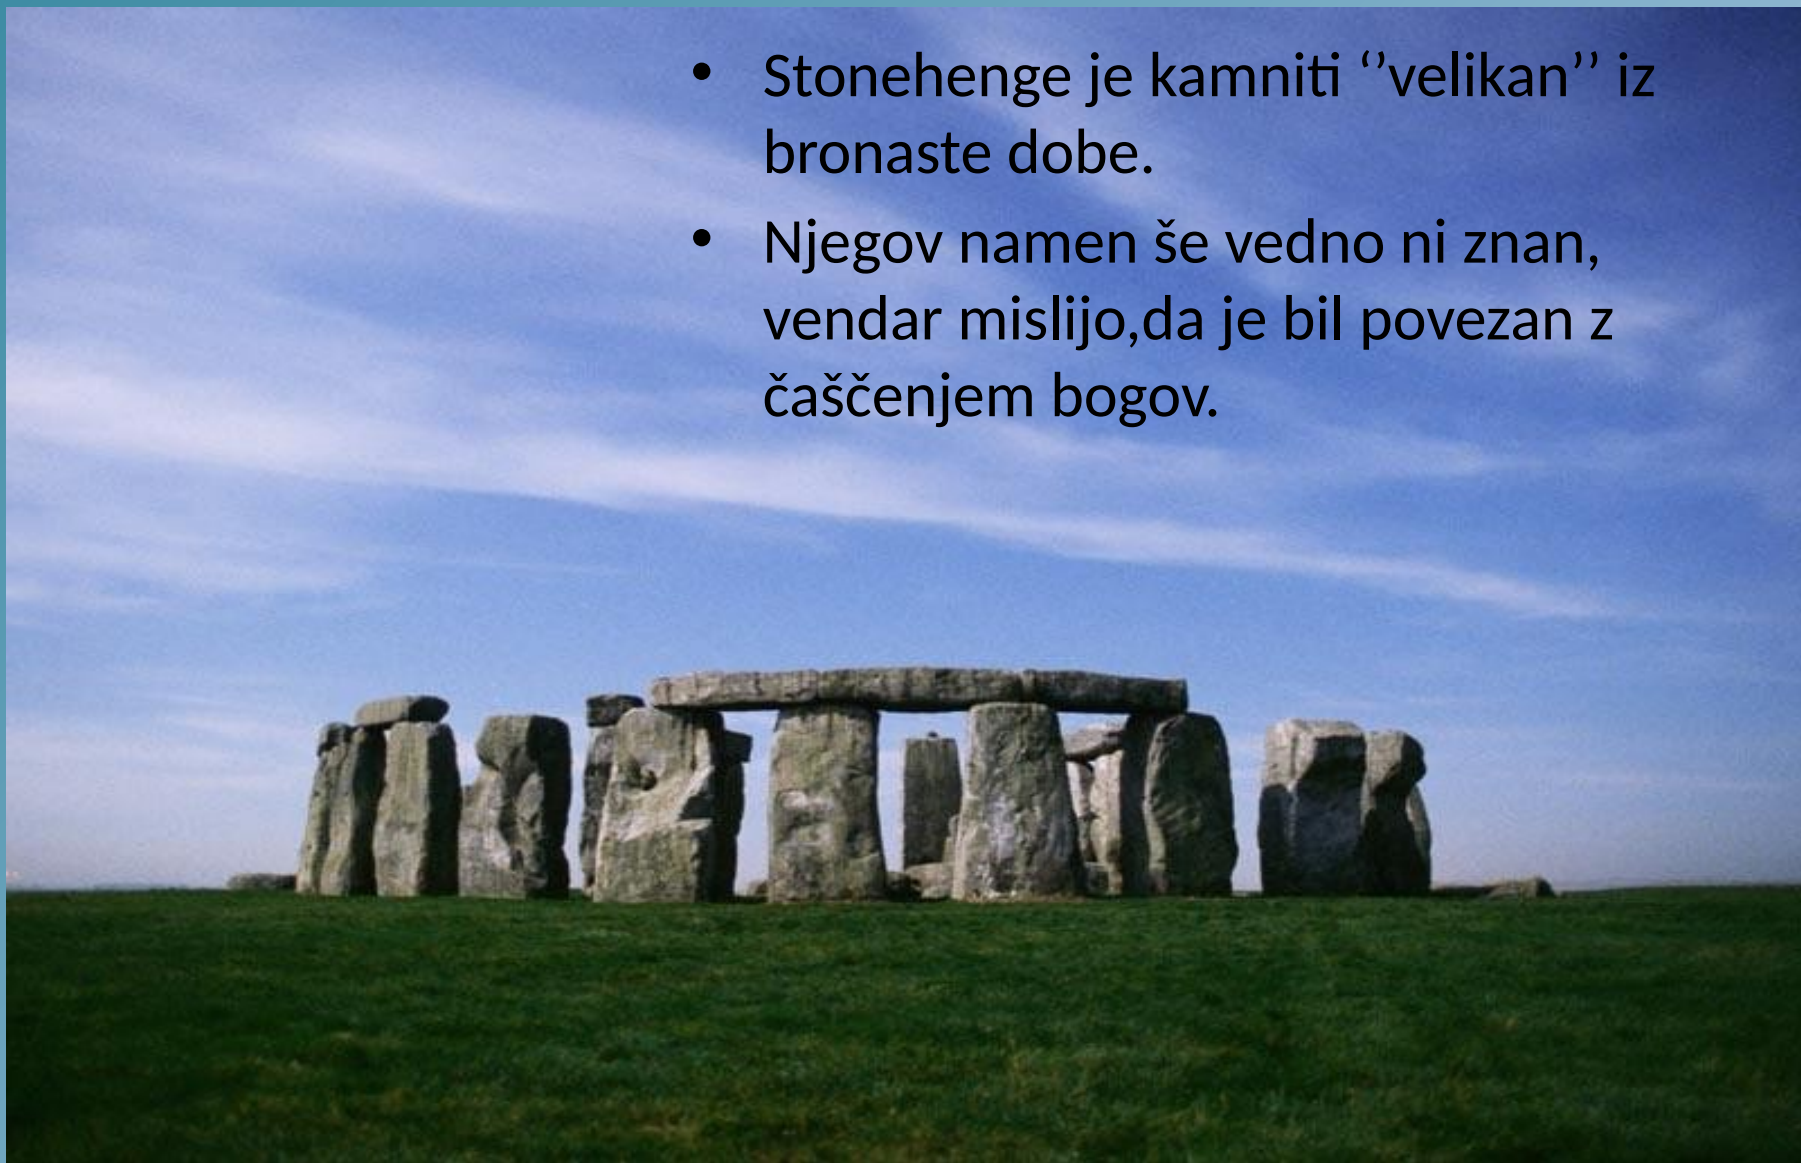 • Stonehenge je kamniti ‘’velikan’’ iz
bronaste dobe.
• Njegov namen še vedno ni znan,
vendar mislijo,da je bil povezan z
čaščenjem bogov.